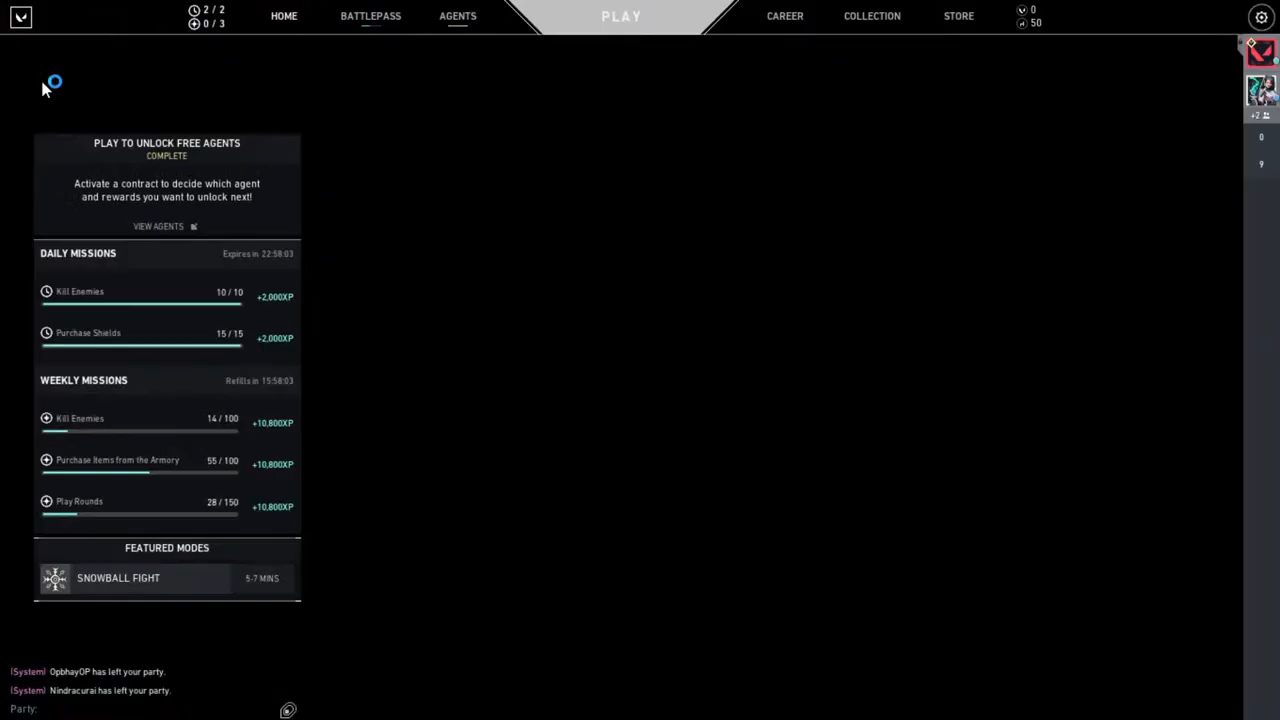 2 / 2
0 / 3
HOME
BATTLEPASS
AGENTS
PLAY
CAREER
COLLECTION
STORE
0
50
+2
0
9
PLAY TO UNLOCK FREE AGENTS
COMPLETE
Activate a contract to decide which agent
and rewards you want to unlock next!
VIEW AGENTS
DAILY MISSIONS Expires in 22:58:03
Kill Enemies 10 / 10 +2,000XP
Purchase Shields 15 / 15 +2,000XP
WEEKLY MISSIONS Refills in 15:58:03
Kill Enemies 14 / 100 +10,800XP
Purchase Items from the Armory 55 / 100 +10,800XP
Play Rounds 28 / 150 +10,800XP
FEATURED MODES
SNOWBALL FIGHT 5-7 MINS
(System) OpbhayOP has left your party.
(System) Nindracurai has left your party.
Party: